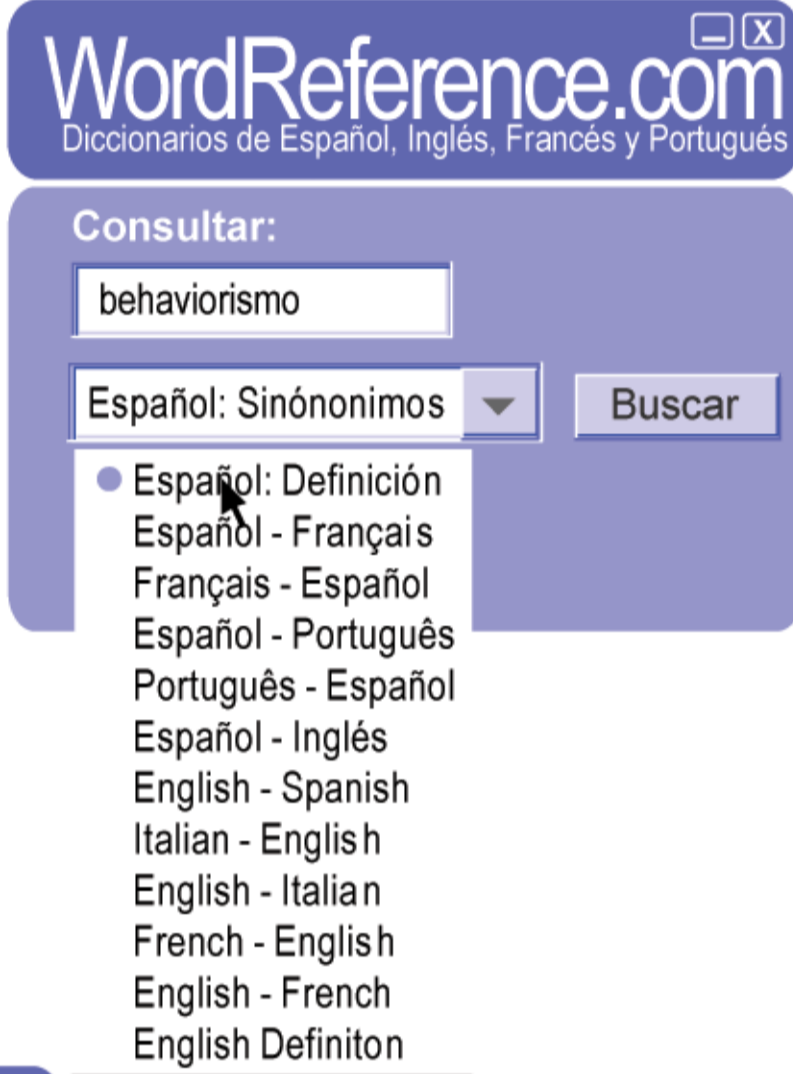 WordReference.com
Diccionarios de Español, Inglés, Francés y Portugués
Consultar:
behaviorismo
Español: Sinónonimos
Buscar
Español: Definición
Español - Français
Français - Español
Español - Português
Português - Español
Español - Inglés
English - Spanish
Italian - English
English - Italian
French - English
English - French
English Definiton